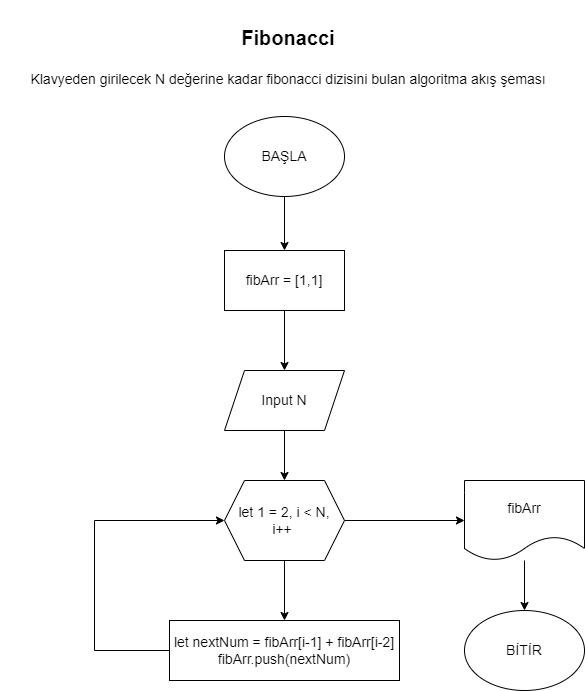 Fibonacci
Klavyeden girilecek N değerine kadar fibonacci dizisini bulan algoritma akış şeması
BAŞLA
fibArr = [1,1]
Input N
let 1 = 2, i < N,
i++
fibArr
let nextNum = fibArr[i-1] + fibArr[i-2]
fibArr.push(nextNum)
BİTİR